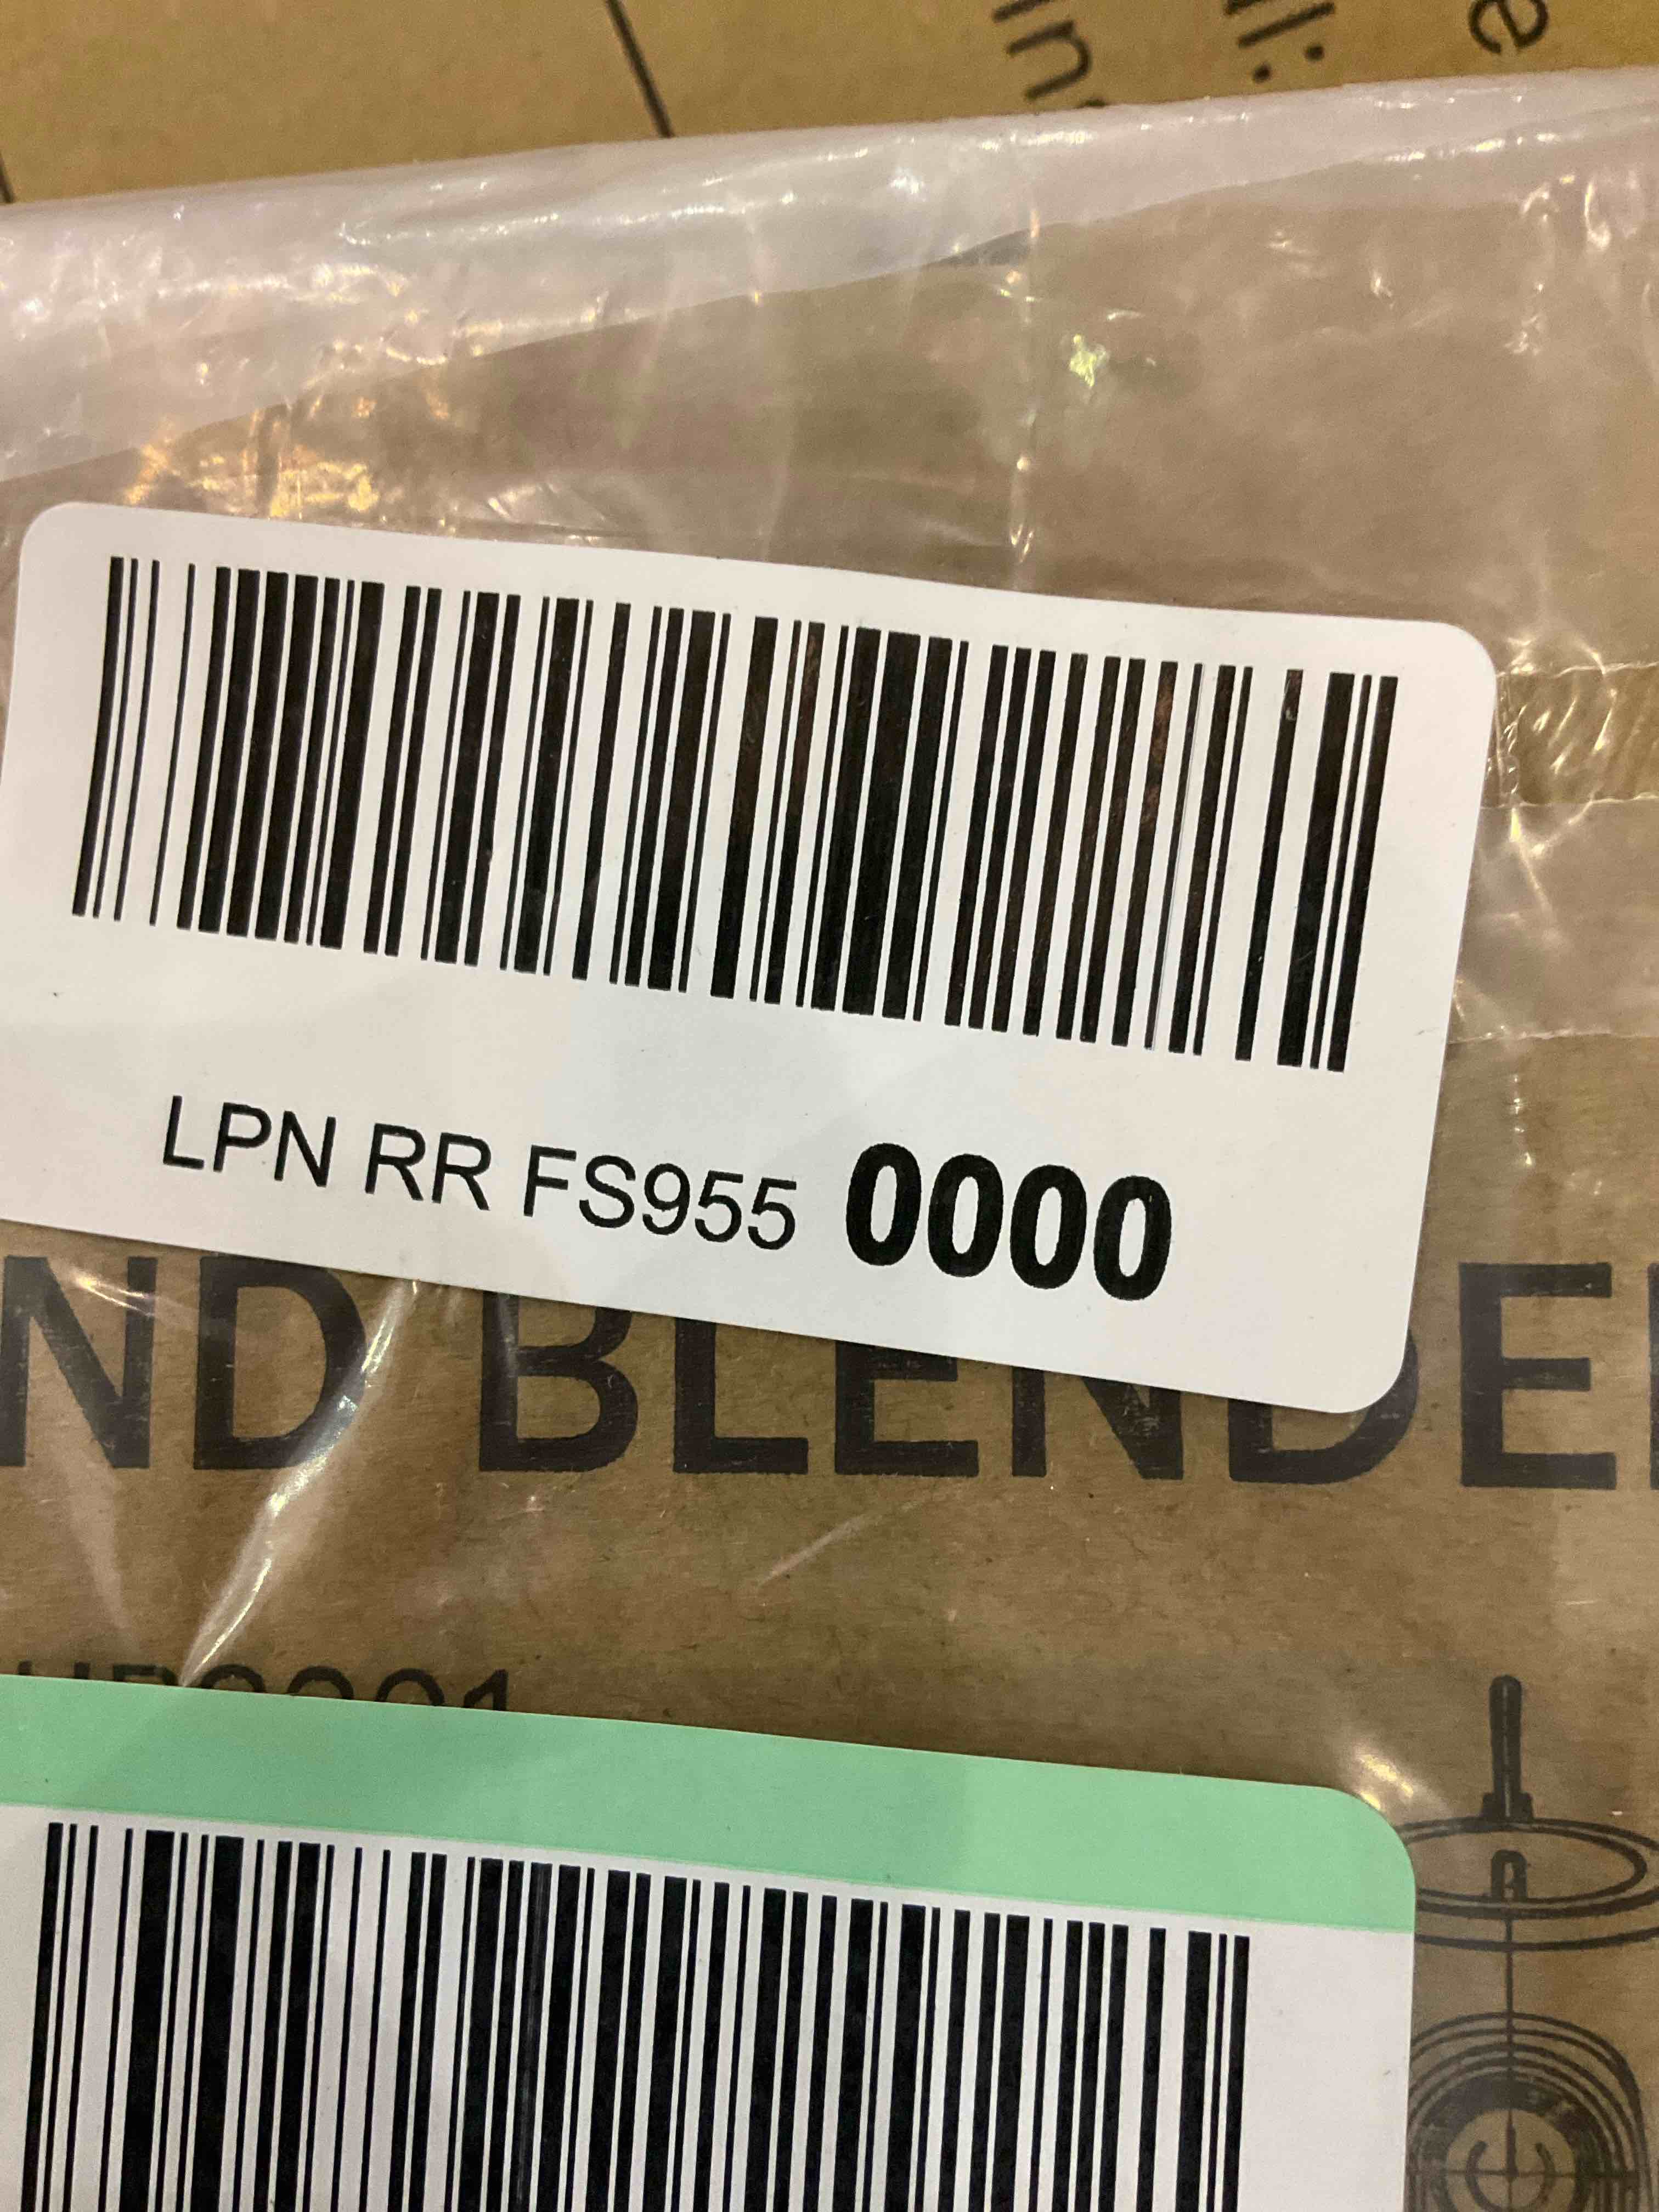 LPN RR FS955 0000
ND BLENDE